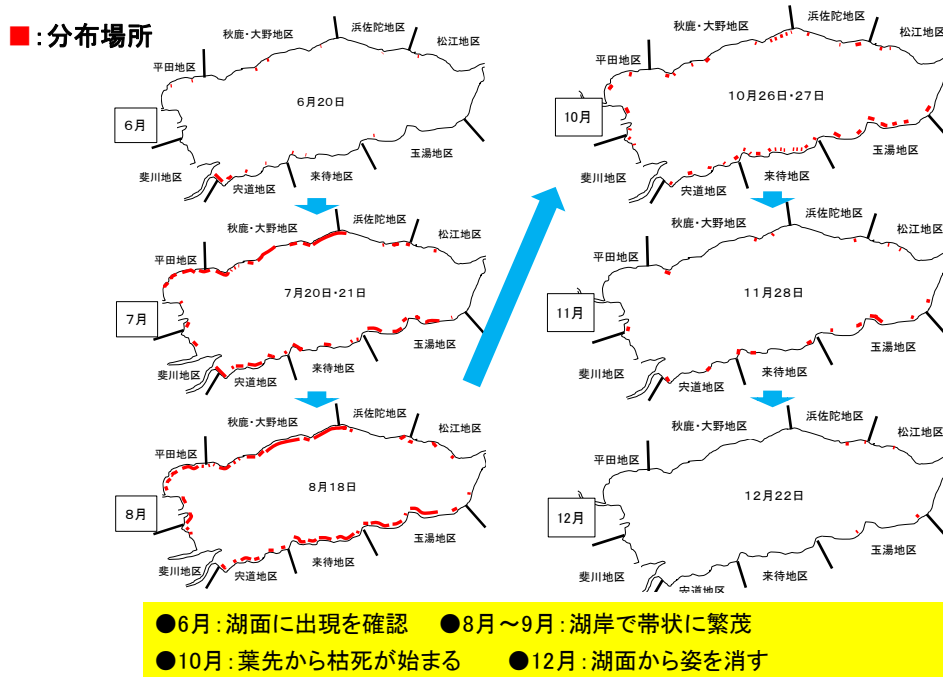 ■：分布場所
秋鹿・大野地区
浜佐陀地区
松江地区
平田地区
6月20日
6月
玉湯地区
斐川地区
宍道地区
来待地区
秋鹿・大野地区
浜佐陀地区
松江地区
平田地区
7月20日・21日
7月
玉湯地区
斐川地区
宍道地区
来待地区
秋鹿・大野地区
浜佐陀地区
松江地区
平田地区
8月18日
8月
玉湯地区
斐川地区
宍道地区
来待地区
秋鹿・大野地区
浜佐陀地区
松江地区
平田地区
10月26日・27日
10月
玉湯地区
斐川地区
宍道地区
来待地区
秋鹿・大野地区
浜佐陀地区
松江地区
平田地区
11月28日
11月
玉湯地区
斐川地区
宍道地区
来待地区
秋鹿・大野地区
浜佐陀地区
松江地区
平田地区
12月22日
12月
玉湯地区
斐川地区
宍道地区
来待地区
●6月：湖面に出現を確認 ●8月～9月：湖岸で帯状に繁茂
●10月：葉先から枯死が始まる ●12月：湖面から姿を消す